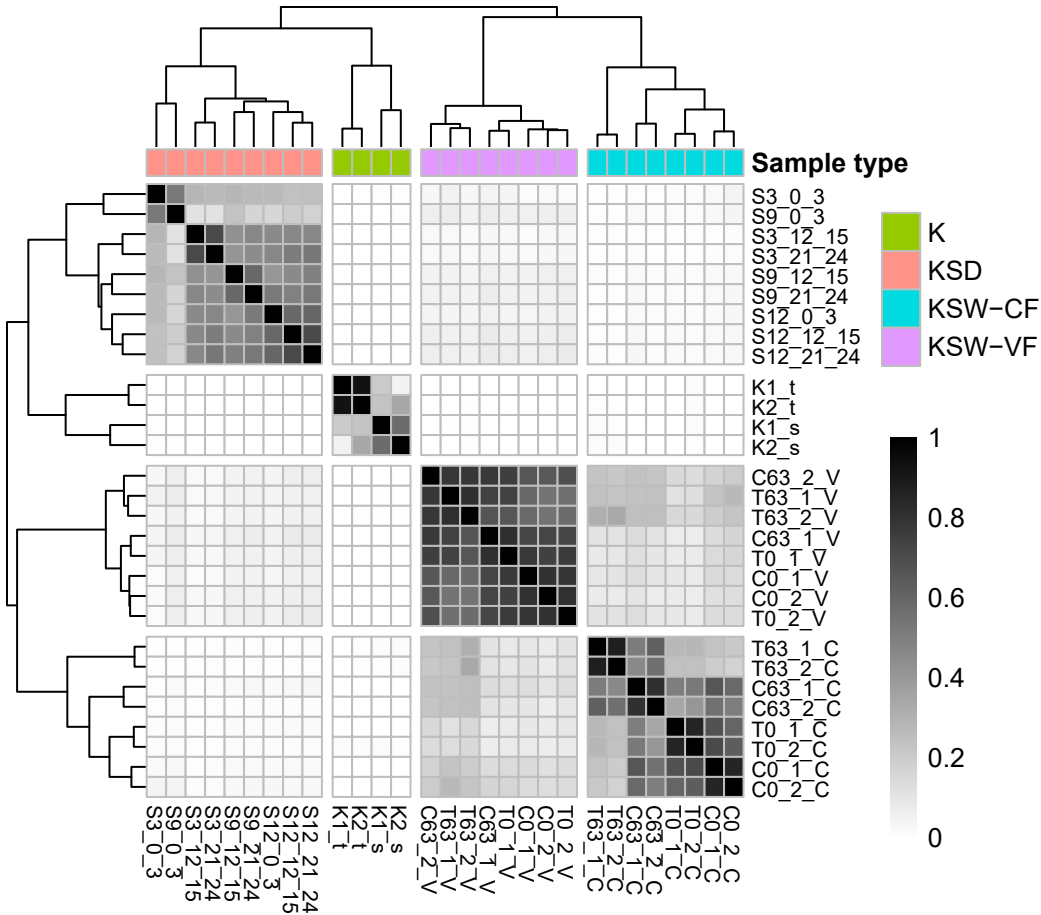 Sample type
S3_0_3
S9_0_3
S3_12_15
S3_21_24
S9_12_15
S9_21_24
S12_0_3
S12_12_15
S12_21_24
K1_t
K2_t
K1_s
K2_s
C63_2_V
T63_1_V
T63_2_V
C63_1_V
T0_1_V
C0_1_V
C0_2_V
T0_2_V
T63_1_C
T63_2_C
C63_1_C
C63_2_C
T0_1_C
T0_2_C
C0_1_C
C0_2_C
K
KSD
KSW−CF
KSW−VF
1
0.8
0.6
0.4
0.2
0
S3_0_3
S9_0_3
S3_12_15
S3_21_24
S9_12_15
S9_21_24
S12_0_3
S12_12_15
S12_21_24
K1_t
K2_t
K1_s
K2_s
C63_2_V
T63_1_V
T63_2_V
C63_1_V
T0_1_V
C0_1_V
C0_2_V
T0_2_V
T63_1_C
T63_2_C
C63_1_C
C63_2_C
T0_1_C
T0_2_C
C0_1_C
C0_2_C